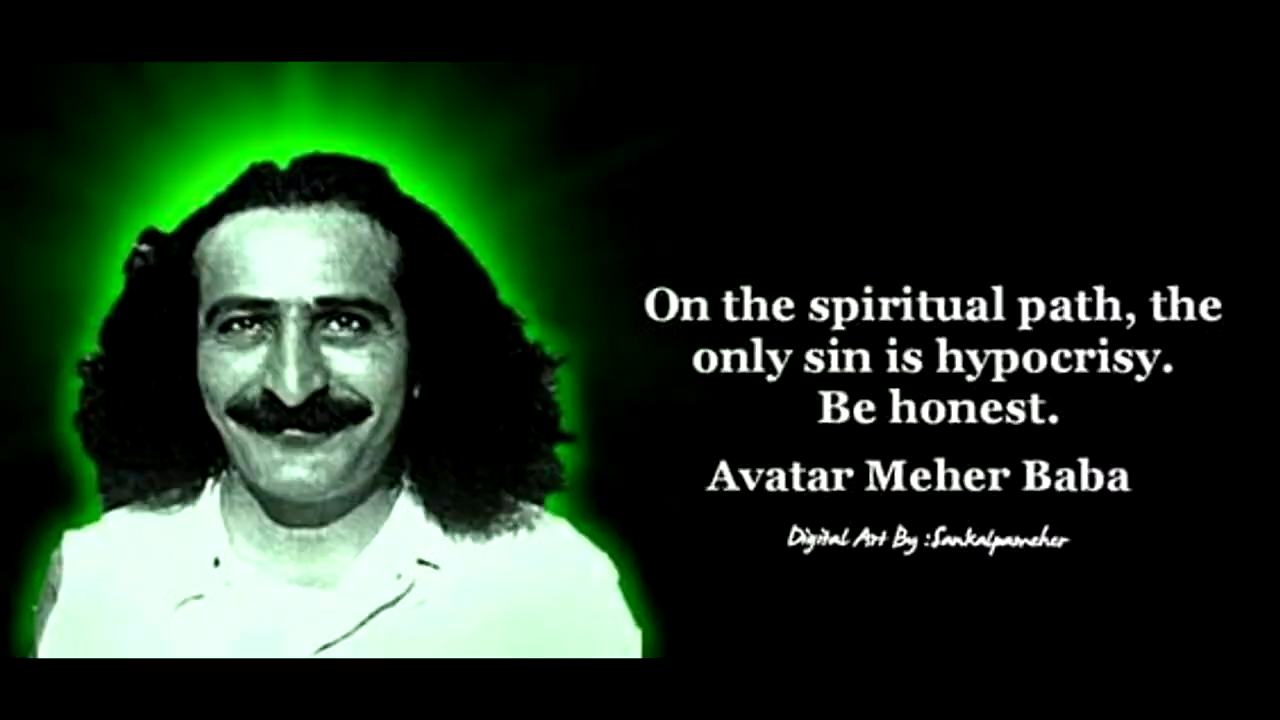 On the spiritual path, the
only sin is hypocrisy.
Be honest.
Avatar Meher Baba
Digital Art By :Sankalpameher